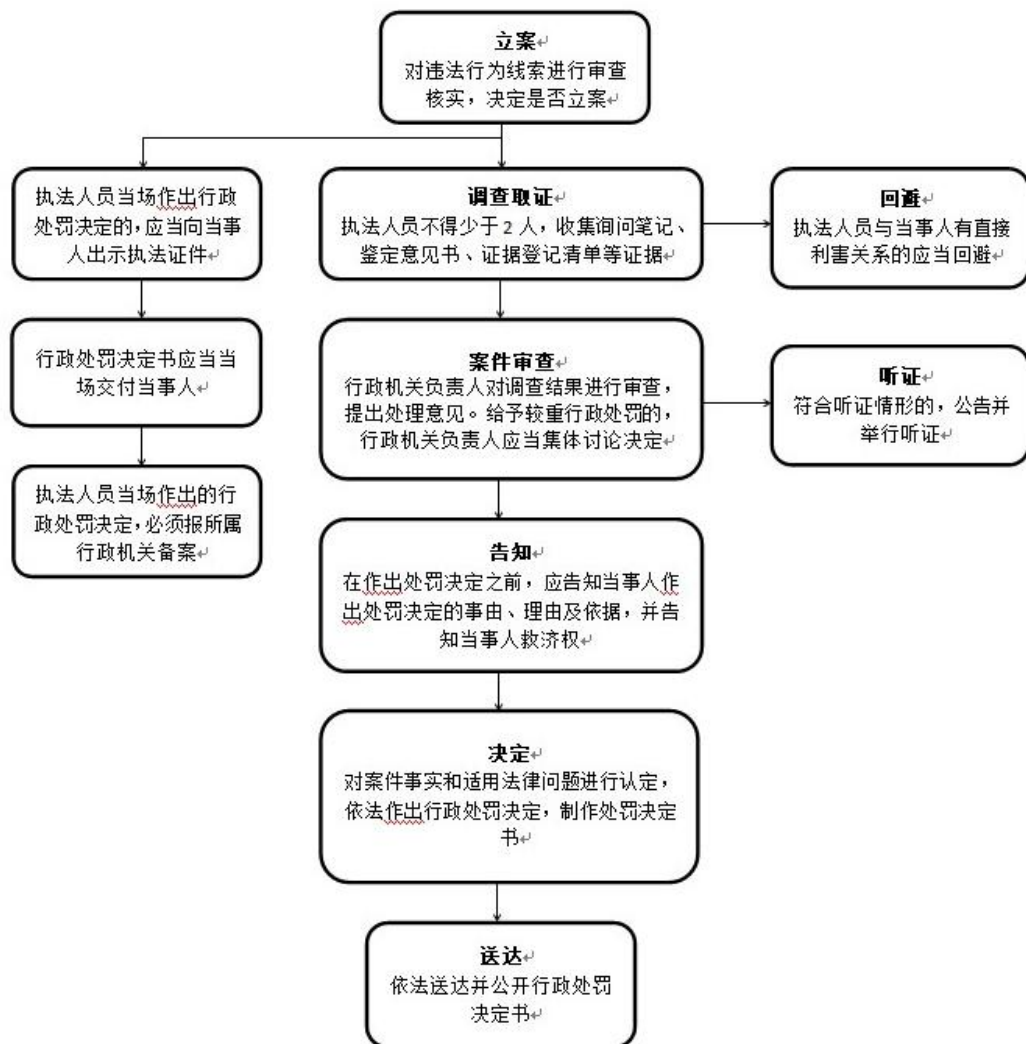 立案
对违法行为线索进行审查
核实，决定是否立案
执法人员当场作出行政
处罚决定的，应当向当事
人出示执法证件
调查取证
执法人员不得少于 2 人，收集询问笔记、
鉴定意见书、证据登记清单等证据
回避
执法人员与当事人有直接
利害关系的应当回避
行政处罚决定书应当当
场交付当事人
案件审查
行政机关负责人对调查结果进行审查，
提出处理意见。给予较重行政处罚的，
行政机关负责人应当集体讨论决定
听证
符合听证情形的，公告并
举行听证
执法人员当场作出的行
政处罚决定，必须报所属
行政机关备案
告知
在作出处罚决定之前，应告知当事人作
出处罚决定的事由、理由及依据，并告
知当事人救济权
决定
对案件事实和适用法律问题进行认定，
依法作出行政处罚决定，制作处罚决定
书
送达
依法送达并公开行政处罚
决定书